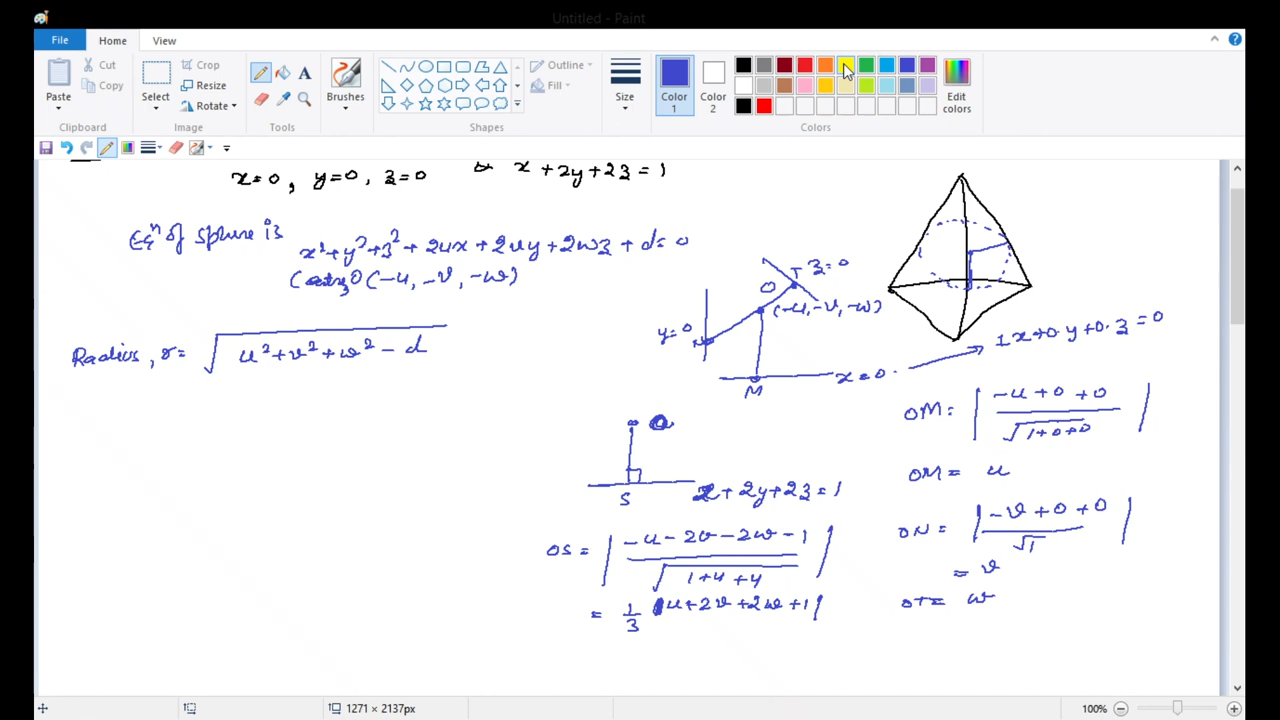 Untitled - Paint
File Home View
Paste Cut Copy Select Crop Resize Rotate Brushes Outline Fill Size Color 1 Color 2 Edit colors
Clipboard Image Tools Shapes Colors
x=0, y=0, z=0 & x+2y+2z=1
Eqn of sphere is
x²+y²+z²+2ux+2vy+2wz+d=0
(-u, -v, -w)
Radius, r= √u²+v²+w²-d
T z=0
O
(-u, -v, -w)
y=0 N
M x=0
1x+0.y+0.z=0
OM= |-u+0+0 / √1+0+0|
OM= u
S x+2y+2z=1
ON= |-v+0+0 / √1|
= v
OT= w
OS= |-u-2v-2w-1 / √1+4+4|
= 1/3 |u+2v+2w+1|
1271 × 2137px 100%